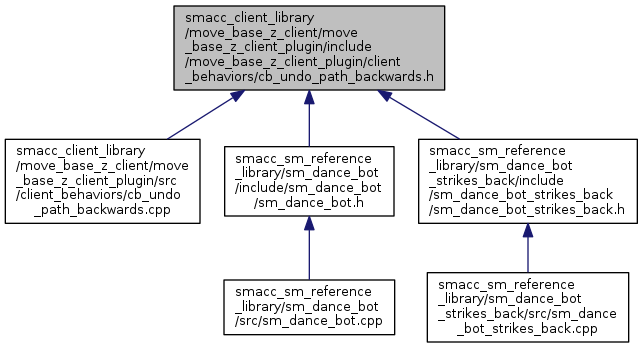 smacc_client_library
/move_base_z_client/move
_base_z_client_plugin/include
/move_base_z_client_plugin/client
_behaviors/cb_undo_path_backwards.h
smacc_client_library
/move_base_z_client/move
_base_z_client_plugin/src
/client_behaviors/cb_undo
_path_backwards.cpp
smacc_sm_reference
_library/sm_dance_bot
/include/sm_dance_bot
/sm_dance_bot.h
smacc_sm_reference
_library/sm_dance_bot
_strikes_back/include
/sm_dance_bot_strikes_back
/sm_dance_bot_strikes_back.h
smacc_sm_reference
_library/sm_dance_bot
/src/sm_dance_bot.cpp
smacc_sm_reference
_library/sm_dance_bot
_strikes_back/src/sm_dance
_bot_strikes_back.cpp